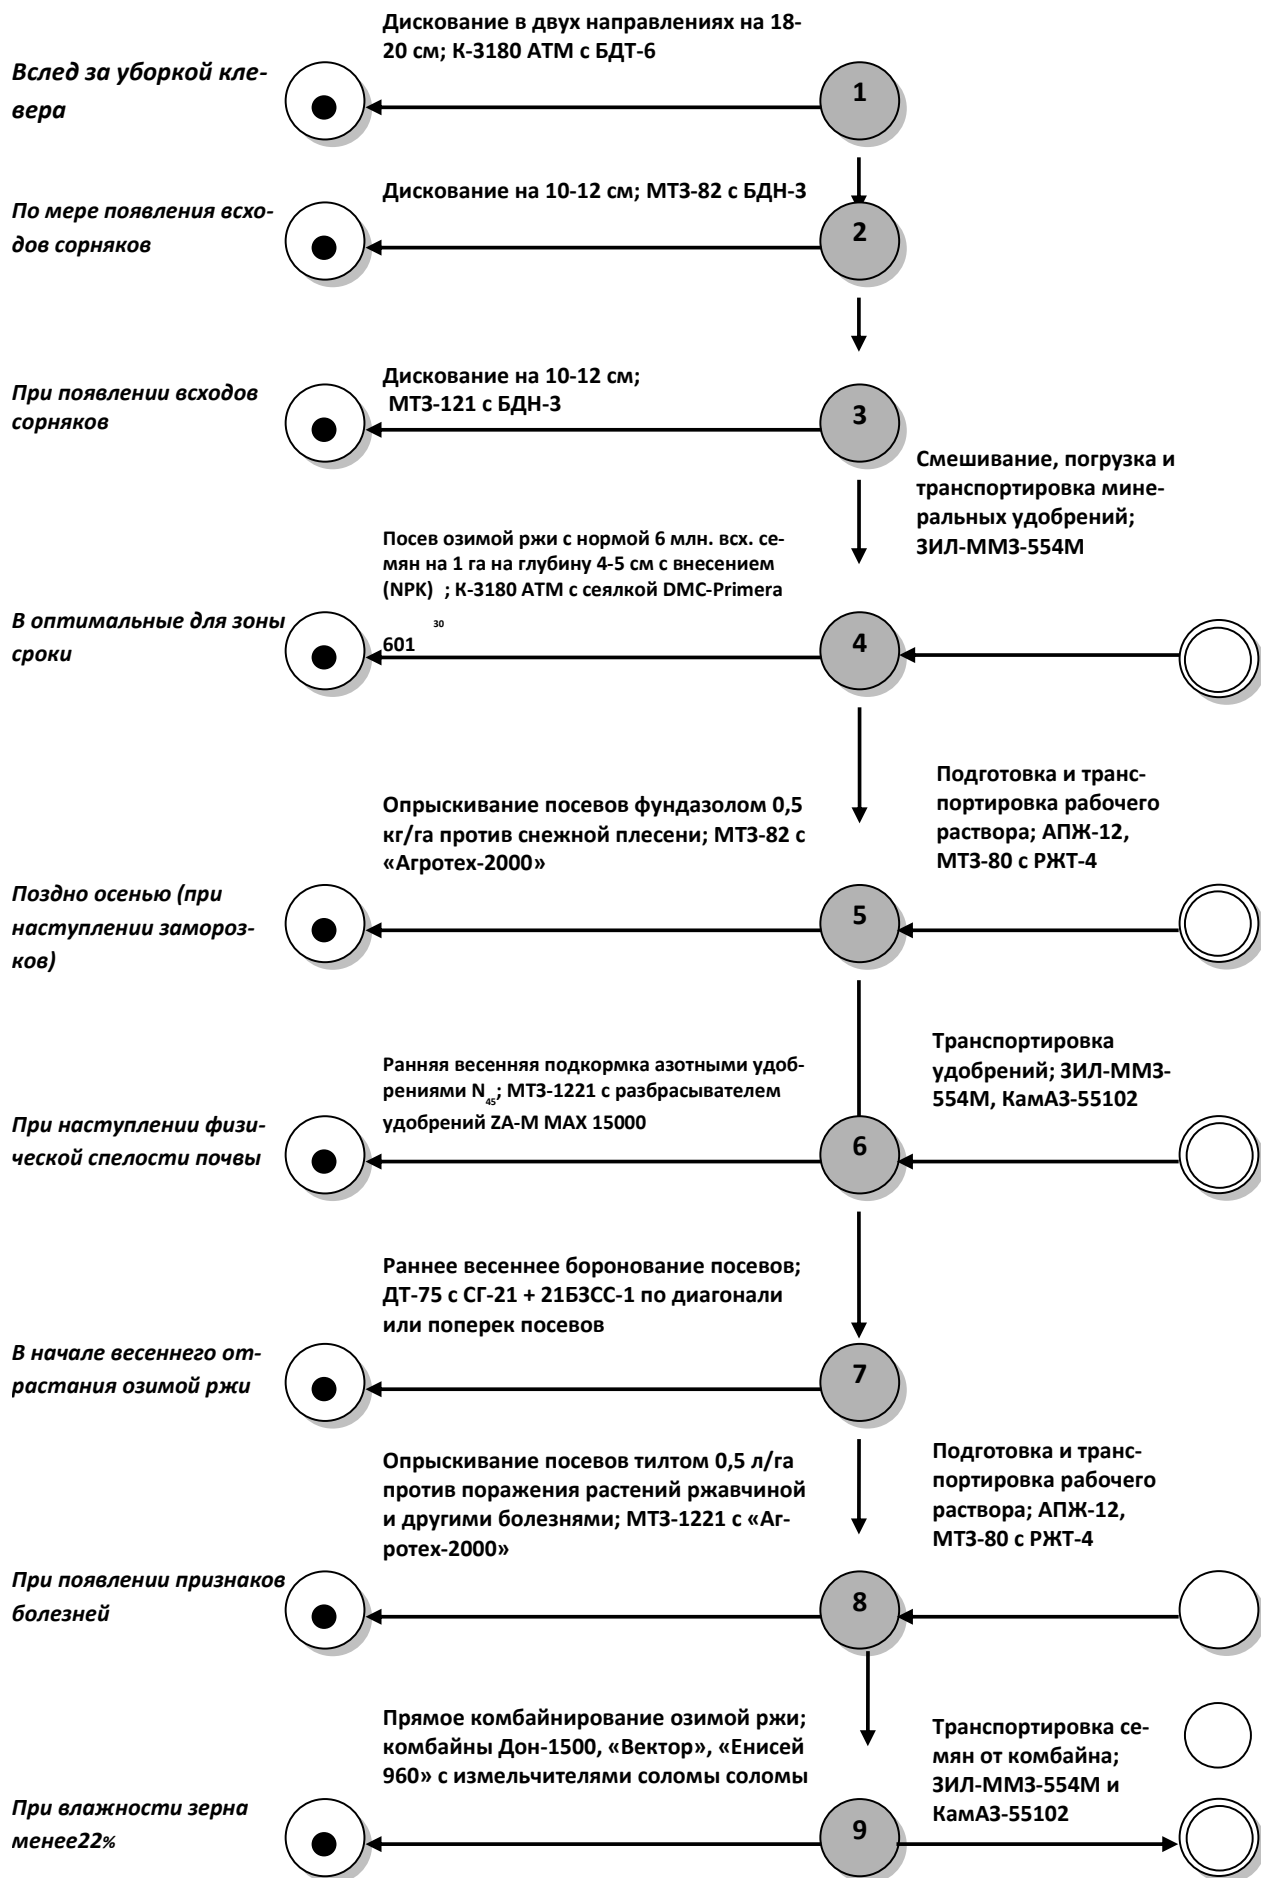 Дискование в двух направлениях на 18-
20 см; К-3180 АТМ с БДТ-6
Вслед за уборкой кле-
вера
1
Дискование на 10-12 см; МТЗ-82 с БДН-3
По мере появления всхо-
дов сорняков
2
Дискование на 10-12 см;
МТЗ-121 с БДН-3
При появлении всходов
сорняков
3
Смешивание, погрузка и
транспортировка мине-
ральных удобрений;
ЗИЛ-ММЗ-554М
Посев озимой ржи с нормой 6 млн. всх. се-
мян на 1 га на глубину 4-5 см с внесением
(NPK) ; К-3180 АТМ с сеялкой DMC-Primera
30
601
В оптимальные для зоны
сроки
4
Подготовка и транс-
портировка рабочего
раствора; АПЖ-12,
МТЗ-80 с РЖТ-4
Опрыскивание посевов фундазолом 0,5
кг/га против снежной плесени; МТЗ-82 с
«Агротех-2000»
Поздно осенью (при
наступлении замороз-
ков)
5
Транспортировка
удобрений; ЗИЛ-ММЗ-
554М, КамАЗ-55102
Ранняя весенняя подкормка азотными удоб-
рениями N45; МТЗ-1221 с разбрасывателем
удобрений ZA-M MAX 15000
При наступлении физи-
ческой спелости почвы
6
Раннее весеннее боронование посевов;
ДТ-75 с СГ-21 + 21БЗСС-1 по диагонали
или поперек посевов
В начале весеннего от-
растания озимой ржи
7
Подготовка и транс-
портировка рабочего
раствора; АПЖ-12,
МТЗ-80 с РЖТ-4
Опрыскивание посевов тилтом 0,5 л/га
против поражения растений ржавчиной
и другими болезнями; МТЗ-1221 с «Аг-
ротех-2000»
При появлении признаков
болезней
8
Прямое комбайнирование озимой ржи;
комбайны Дон-1500, «Вектор», «Енисей
960» с измельчителями соломы соломы
Транспортировка се-
мян от комбайна;
ЗИЛ-ММЗ-554М и
КамАЗ-55102
При влажности зерна
менее22%
9